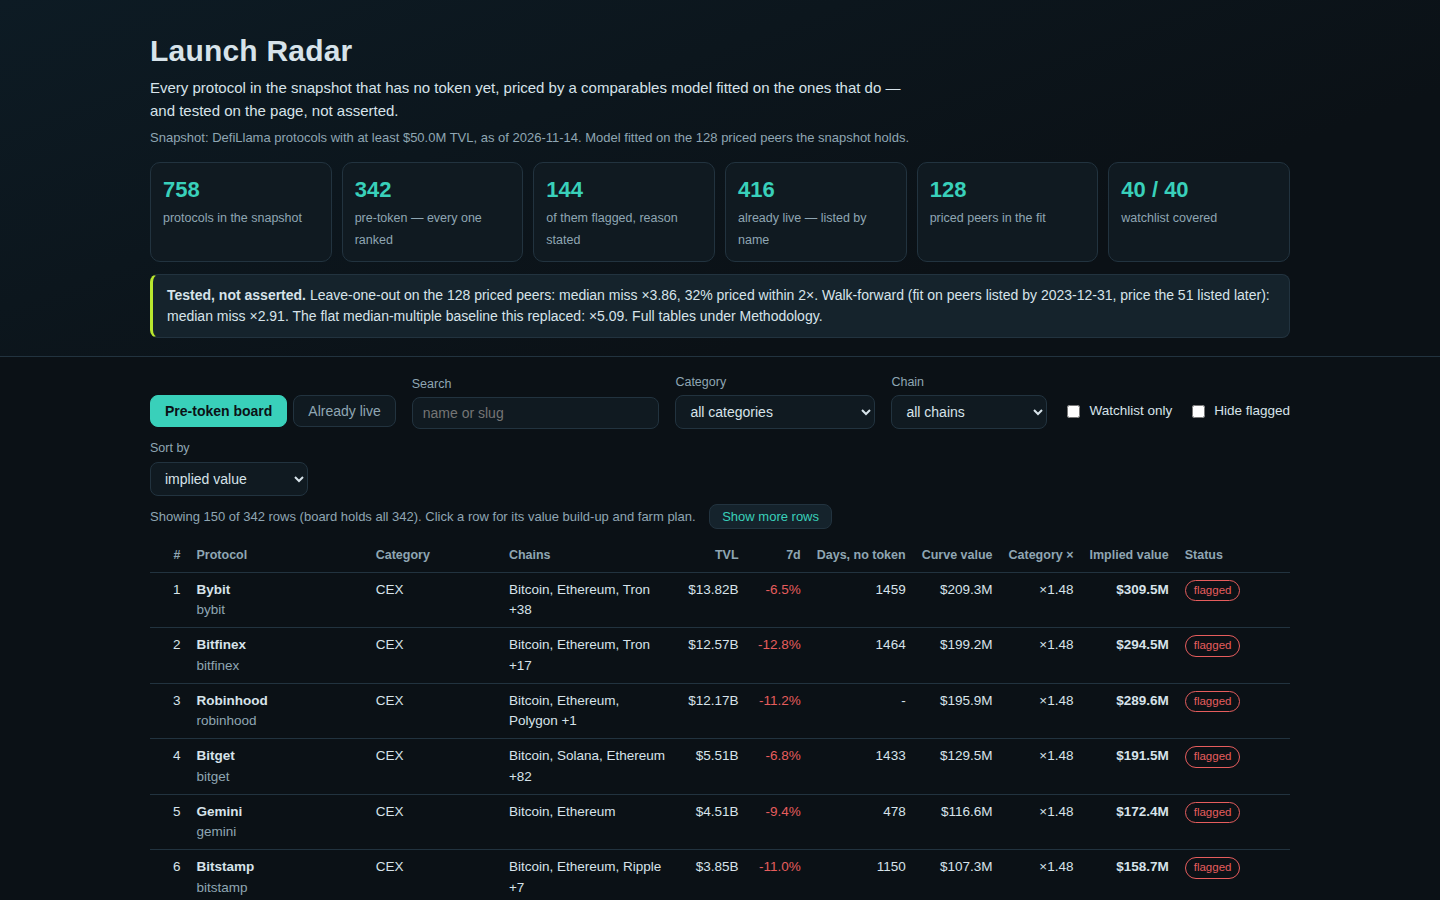 Launch Radar
Every protocol in the snapshot that has no token yet, priced by a comparables model fitted on the ones that do —
and tested on the page, not asserted.
Snapshot: DefiLlama protocols with at least $50.0M TVL, as of 2026-11-14. Model fitted on the 128 priced peers the snapshot holds.
758
protocols in the snapshot
342
pre-token — every one
ranked
144
of them flagged, reason
stated
416
already live — listed by
name
128
priced peers in the fit
40 / 40
watchlist covered
Tested, not asserted. Leave-one-out on the 128 priced peers: median miss ×3.86, 32% priced within 2×. Walk-forward (fit on peers listed by 2023-12-31, price the 51 listed later):
median miss ×2.91. The flat median-multiple baseline this replaced: ×5.09. Full tables under Methodology.
Pre-token board
Already live
Search
name or slug
Category
all categories
Chain
all chains
Watchlist only
Hide flagged
Sort by
implied value
Showing 150 of 342 rows (board holds all 342). Click a row for its value build-up and farm plan.
Show more rows
# Protocol Category Chains TVL 7d Days, no token Curve value Category × Implied value Status
1 Bybit CEX Bitcoin, Ethereum, Tron $13.82B -6.5% 1459 $209.3M ×1.48 $309.5M flagged
bybit +38
2 Bitfinex CEX Bitcoin, Ethereum, Tron $12.57B -12.8% 1464 $199.2M ×1.48 $294.5M flagged
bitfinex +17
3 Robinhood CEX Bitcoin, Ethereum, $12.17B -11.2% - $195.9M ×1.48 $289.6M flagged
robinhood Polygon +1
4 Bitget CEX Bitcoin, Solana, Ethereum $5.51B -6.8% 1433 $129.5M ×1.48 $191.5M flagged
bitget +82
5 Gemini CEX Bitcoin, Ethereum $4.51B -9.4% 478 $116.6M ×1.48 $172.4M flagged
gemini
6 Bitstamp CEX Bitcoin, Ethereum, Ripple $3.85B -11.0% 1150 $107.3M ×1.48 $158.7M flagged
bitstamp +7